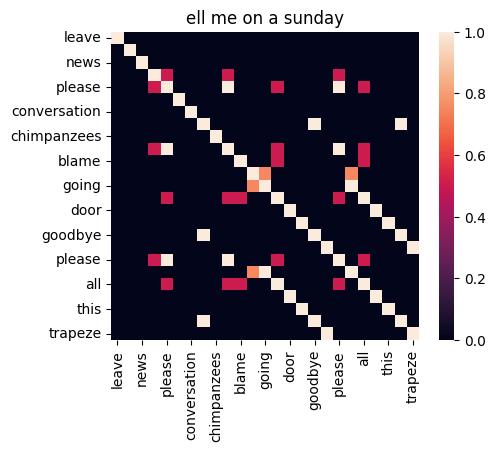 ell me on a sunday
leave
news
please
conversation
chimpanzees
blame
going
door
goodbye
please
all
this
trapeze
1.0
0.8
0.6
0.4
0.2
0.0
leave
news
please
conversation
chimpanzees
blame
going
door
goodbye
please
all
this
trapeze